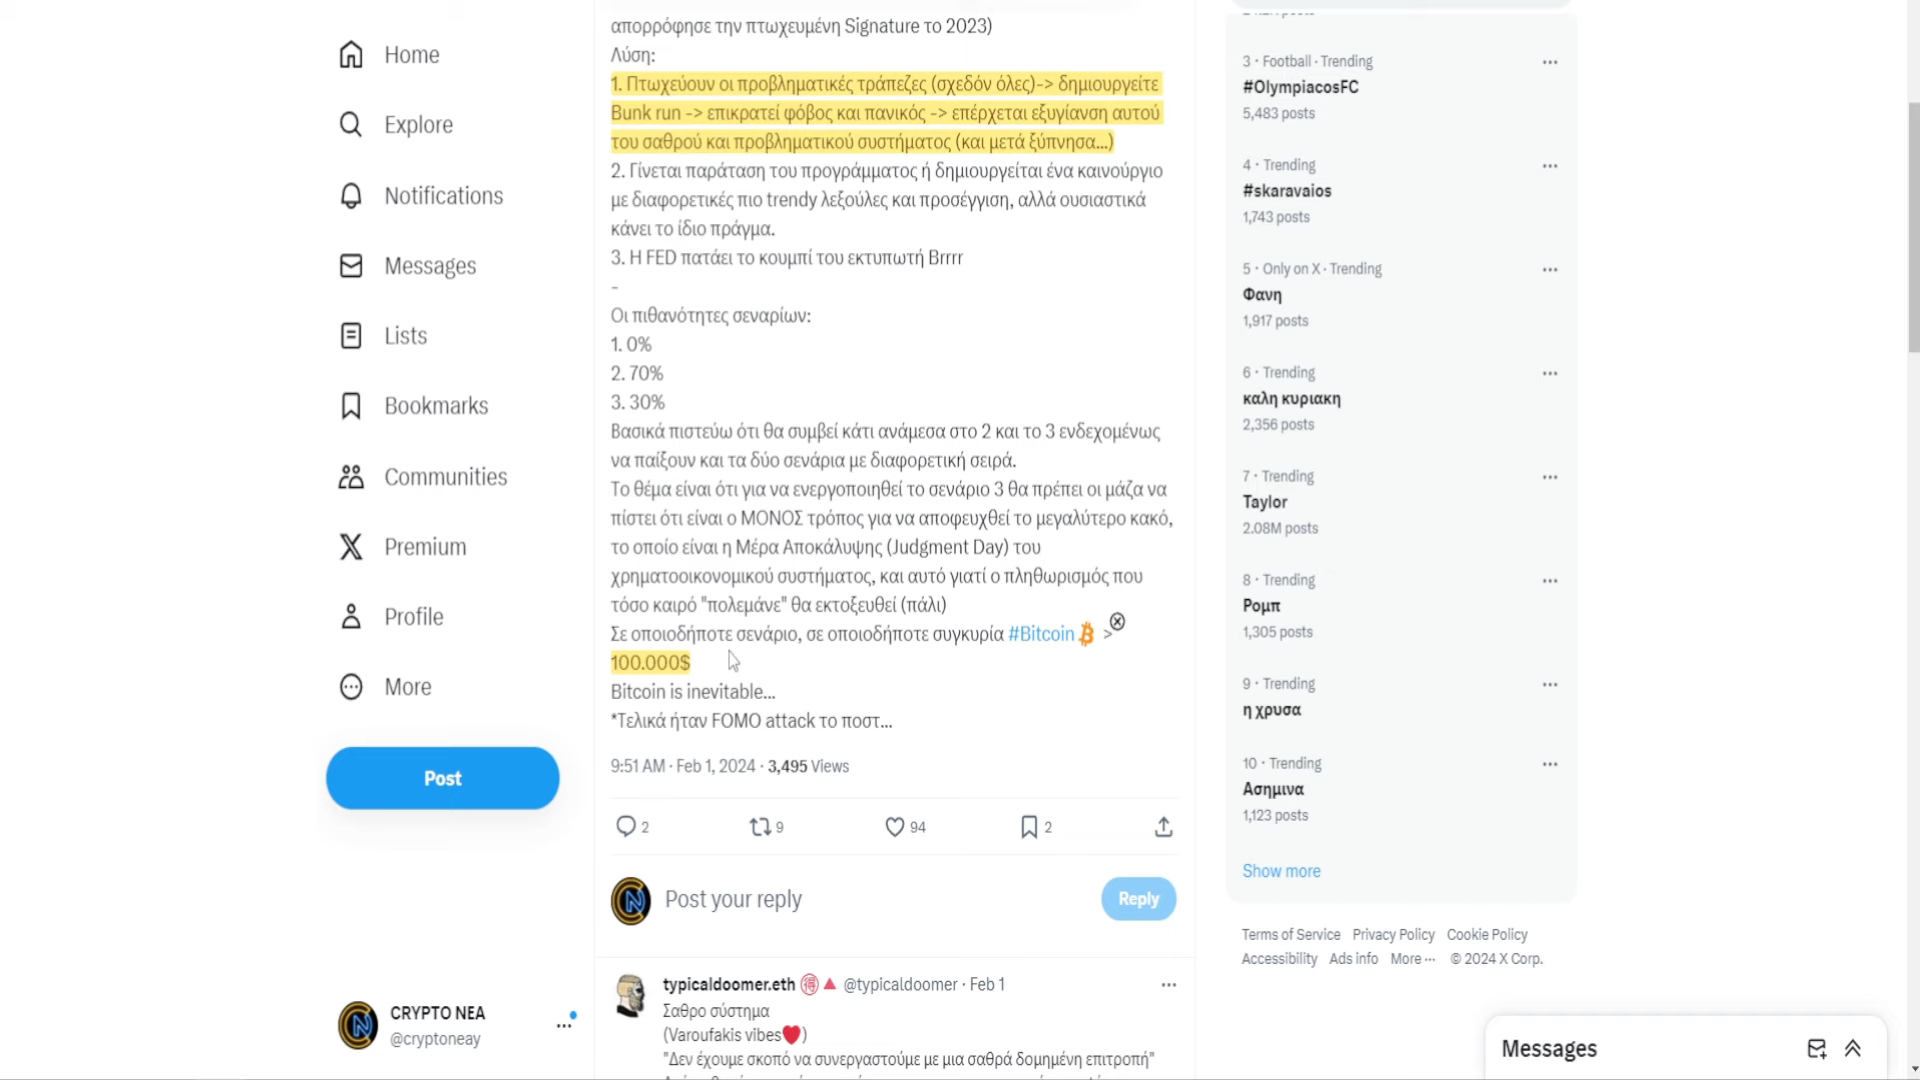 Home
Explore
Notifications
Messages
Lists
Bookmarks
Communities
Premium
Profile
More
Post
CRYPTO NEA
@cryptoneay
απορρόφησε την πτωχευμένη Signature το 2023)
Λύση:
1. Πτωχεύουν οι προβληματικές τράπεζες (σχεδόν όλες)-> δημιουργείτε
Bunk run -> επικρατεί φόβος και πανικός -> επέρχεται εξυγίανση αυτού
του σαθρού και προβληματικού συστήματος (και μετά ξύπνησα...)
2. Γίνεται παράταση του προγράμματος ή δημιουργείται ένα καινούργιο
με διαφορετικές πιο trendy λεξούλες και προσέγγιση, αλλά ουσιαστικά
κάνει το ίδιο πράγμα.
3. Η FED πατάει το κουμπί του εκτυπωτή Brrrr
-
Οι πιθανότητες σεναρίων:
1. 0%
2. 70%
3. 30%
Βασικά πιστεύω ότι θα συμβεί κάτι ανάμεσα στο 2 και το 3 ενδεχομένως
να παίξουν και τα δύο σενάρια με διαφορετική σειρά.
Το θέμα είναι ότι για να ενεργοποιηθεί το σενάριο 3 θα πρέπει οι μάζα να
πίστει ότι είναι ο ΜΟΝΟΣ τρόπος για να αποφευχθεί το μεγαλύτερο κακό,
το οποίο είναι η Μέρα Αποκάλυψης (Judgment Day) του
χρηματοοικονομικού συστήματος, και αυτό γιατί ο πληθωρισμός που
τόσο καιρό "πολεμάνε" θα εκτοξευθεί (πάλι)
Σε οποιοδήποτε σενάριο, σε οποιοδήποτε συγκυρία #Bitcoin >
100.000$
Bitcoin is inevitable...
*Τελικά ήταν FOMO attack το ποστ...
9:51 AM · Feb 1, 2024 · 3,495 Views
2 9 94 2
Post your reply
Reply
typicaldoomer.eth 🉐🔺 @typicaldoomer · Feb 1
Σαθρο σύστημα
(Varoufakis vibes❤️)
"Δεν έχουμε σκοπό να συνεργαστούμε με μια σαθρά δομημένη επιτροπή"
3 · Football · Trending
#OlympiacosFC
5,483 posts
4 · Trending
#skaravaios
1,743 posts
5 · Only on X · Trending
Φανη
1,917 posts
6 · Trending
καλη κυριακη
2,356 posts
7 · Trending
Taylor
2.08M posts
8 · Trending
Ρομπ
1,305 posts
9 · Trending
η χρυσα
10 · Trending
Ασημινα
1,123 posts
Show more
Terms of Service Privacy Policy Cookie Policy
Accessibility Ads info More ··· © 2024 X Corp.
Messages